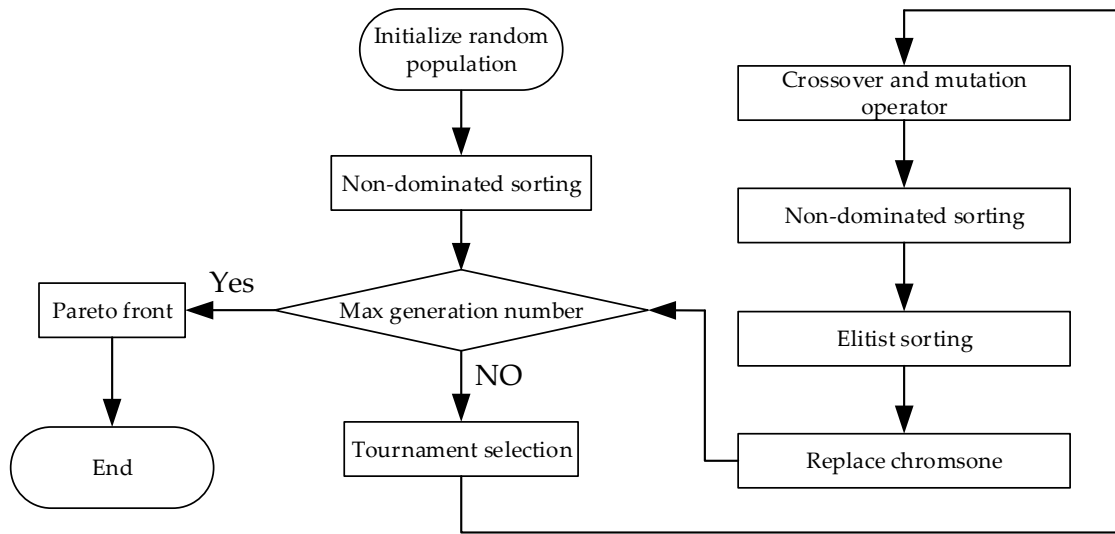 Initialize random
population
Non-dominated sorting
Max generation number
Yes
Pareto front
End
NO
Tournament selection
Crossover and mutation
operator
Non-dominated sorting
Elitist sorting
Replace chromsone